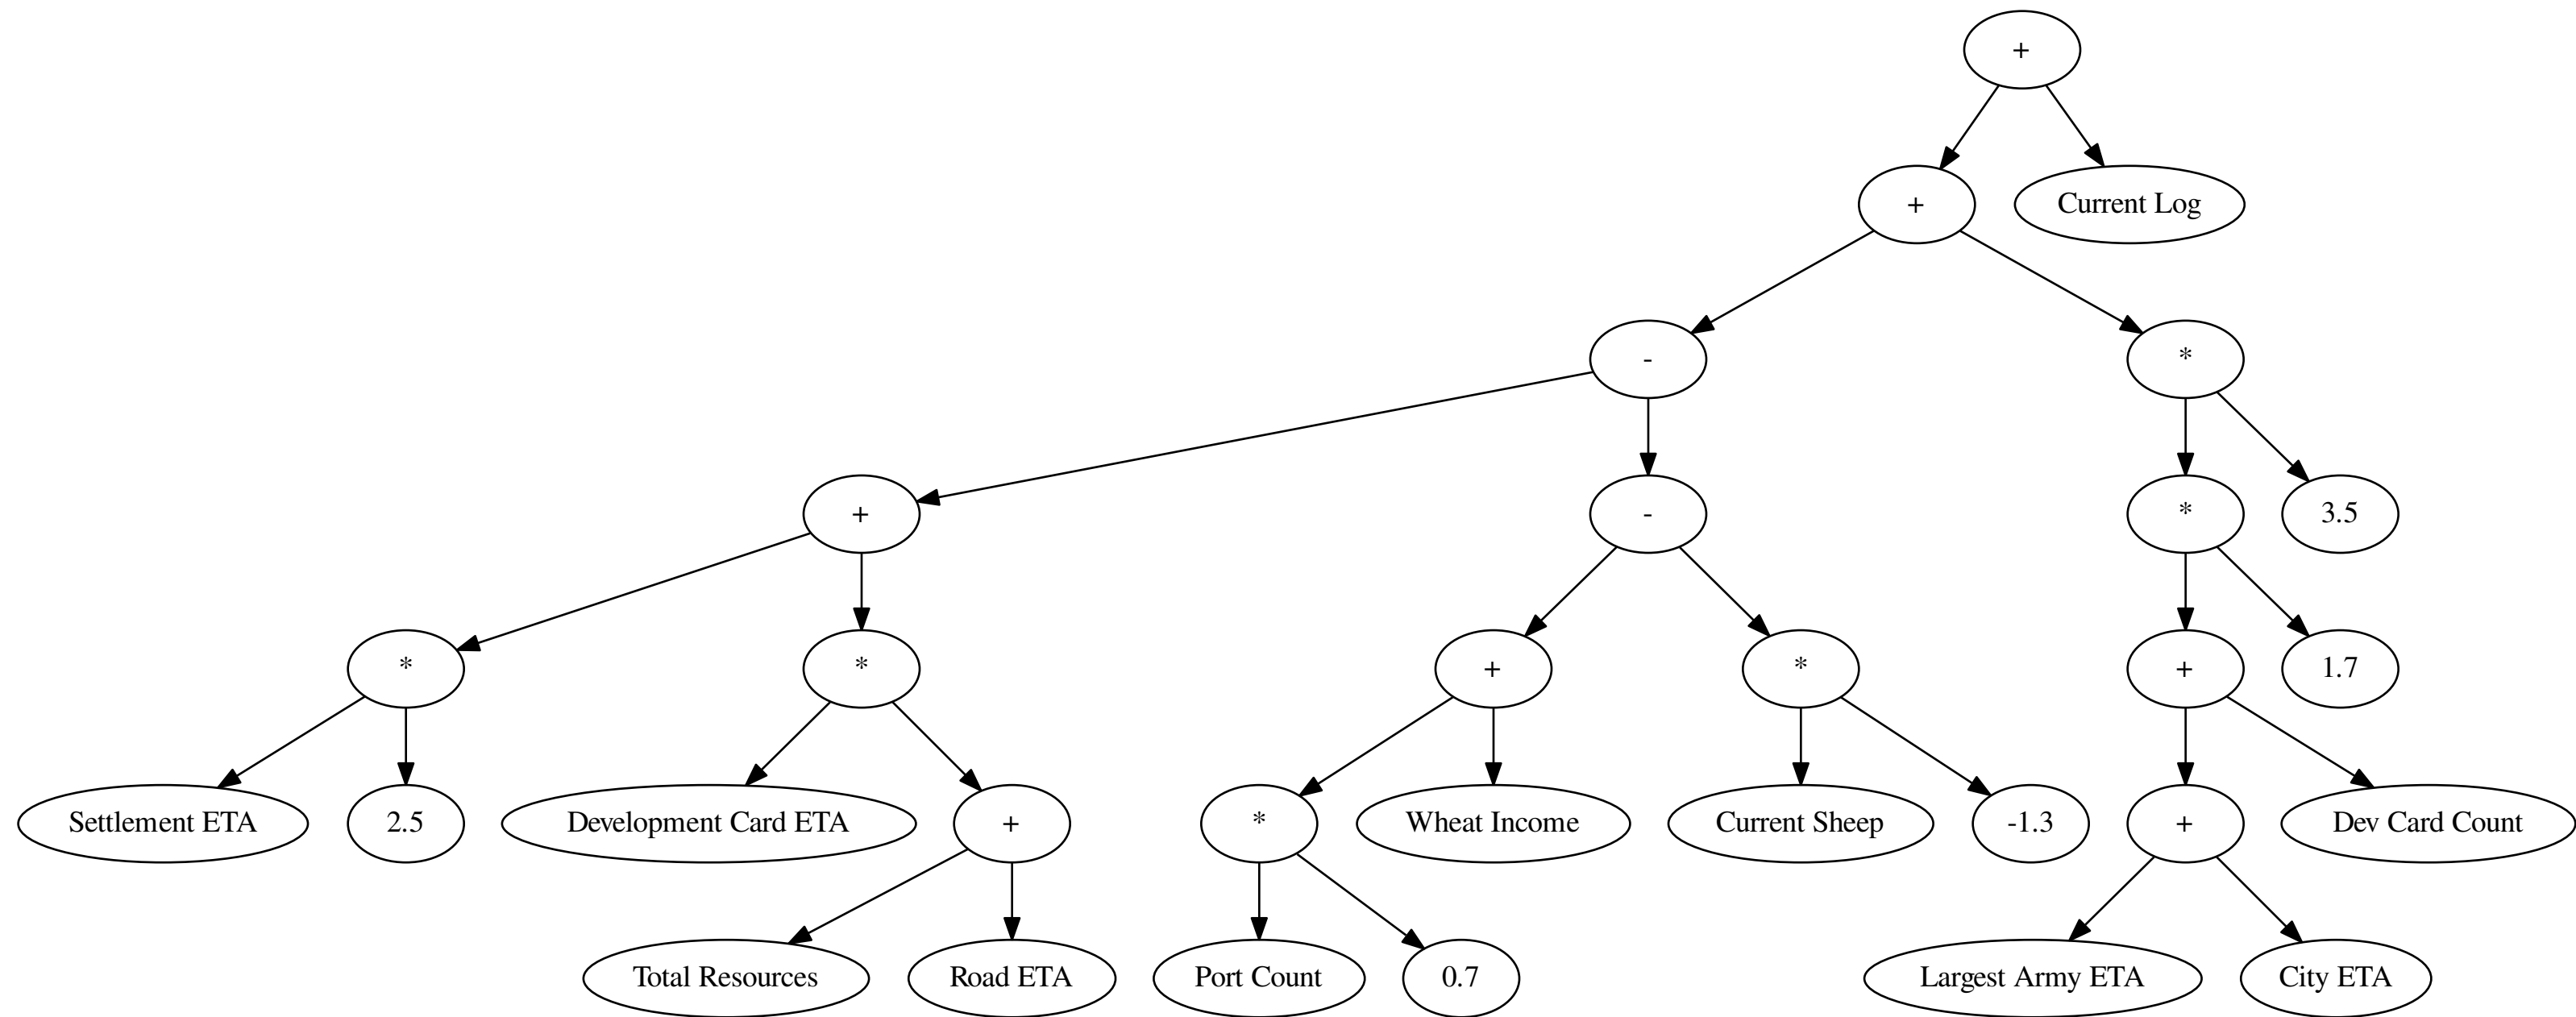 +
+
Current Log
-
*
+
-
*
3.5
*
*
+
*
+
1.7
Settlement ETA
2.5
Development Card ETA
+
*
Wheat Income
Current Sheep
-1.3
+
Dev Card Count
Total Resources
Road ETA
Port Count
0.7
Largest Army ETA
City ETA